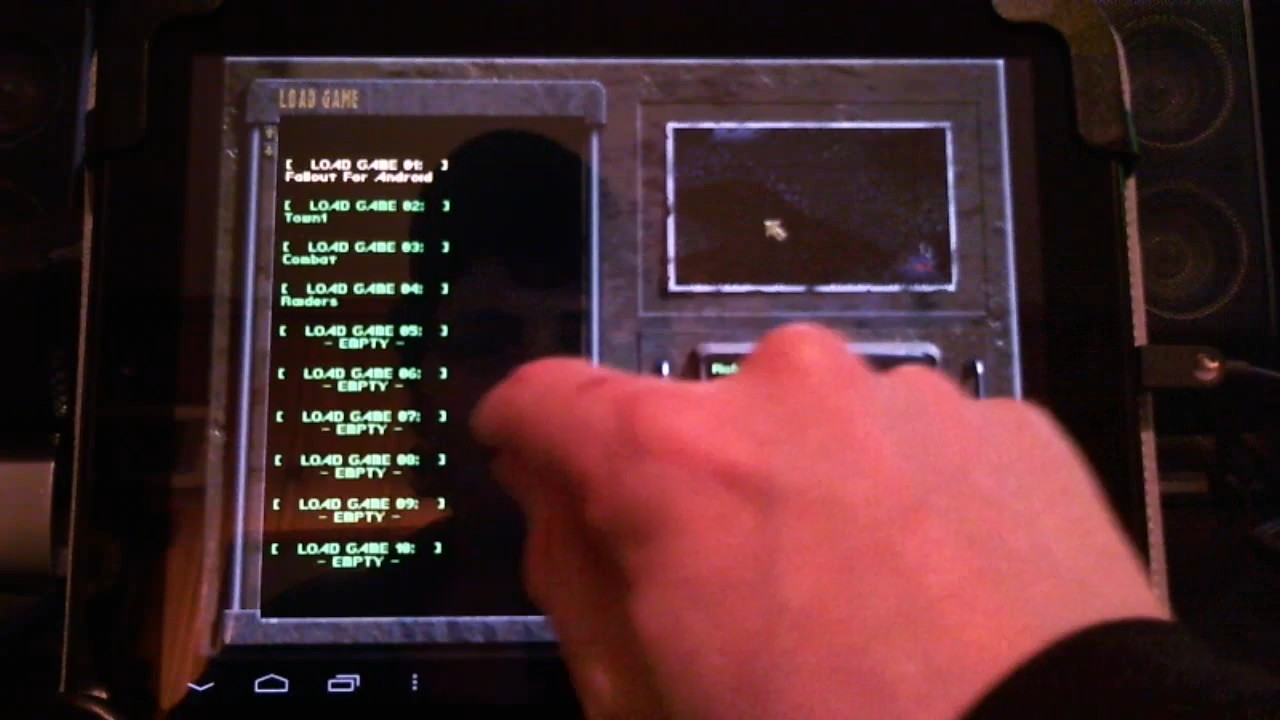 LOAD GAME
[ LOAD GAME 01: ]
Fallout For Android
[ LOAD GAME 02: ]
Town1
[ LOAD GAME 03: ]
Combat
[ LOAD GAME 04: ]
Raiders
[ LOAD GAME 05: ]
- EMPTY -
[ LOAD GAME 06: ]
- EMPTY -
[ LOAD GAME 07: ]
- EMPTY -
[ LOAD GAME 08: ]
- EMPTY -
[ LOAD GAME 09: ]
- EMPTY -
[ LOAD GAME 10: ]
- EMPTY -